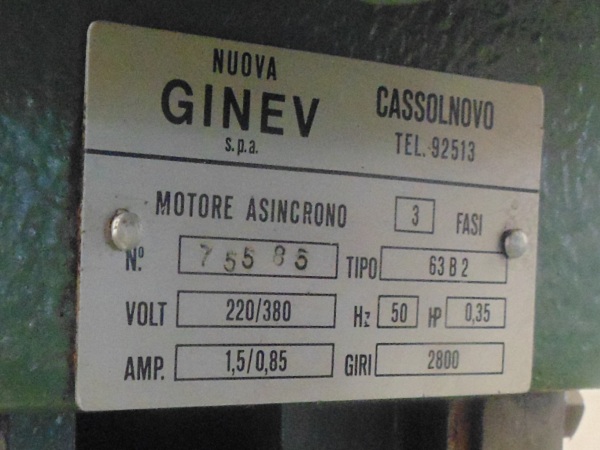 NUOVA
GINEV CASSOLNOVO
s.p.a. TEL. 92513
MOTORE ASINCRONO 3 FASI
N.º 75585 TIPO 63 B 2
VOLT 220/380 Hz 50 HP 0,35
AMP. 1,5/0,85 GIRI 2800